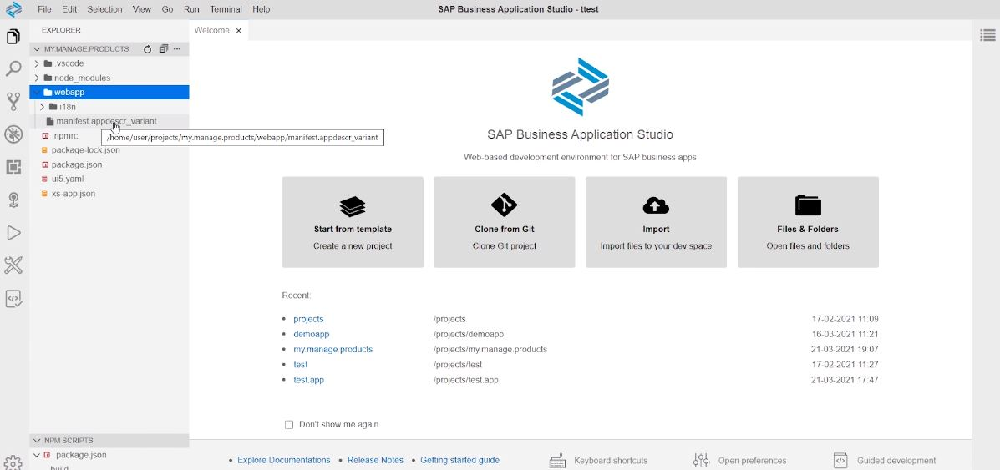 File Edit Selection View Go Run Terminal Help
SAP Business Application Studio - ttest
EXPLORER
MY.MANAGE.PRODUCTS
.vscode
node_modules
webapp
i18n
manifest.appdescr_variant
/home/user/projects/my.manage.products/webapp/manifest.appdescr_variant
.npmrc
package-lock.json
package.json
ui5.yaml
xs-app.json
NPM SCRIPTS
package.json
build
Welcome
SAP Business Application Studio
Web-based development environment for SAP business apps
Start from template
Create a new project
Clone from Git
Clone Git project
Import
Import files to your dev space
Files & Folders
Open files and folders
Recent:
projects /projects 17-02-2021 11:09
demoapp /projects/demoapp 16-03-2021 11:21
my.manage.products /projects/my.manage.products 21-03-2021 19:07
test /projects/test 17-02-2021 11:27
test.app /projects/test.app 21-03-2021 17:47
Don't show me again
Explore Documentations • Release Notes • Getting started guide
Keyboard shortcuts
Open preferences
Guided development